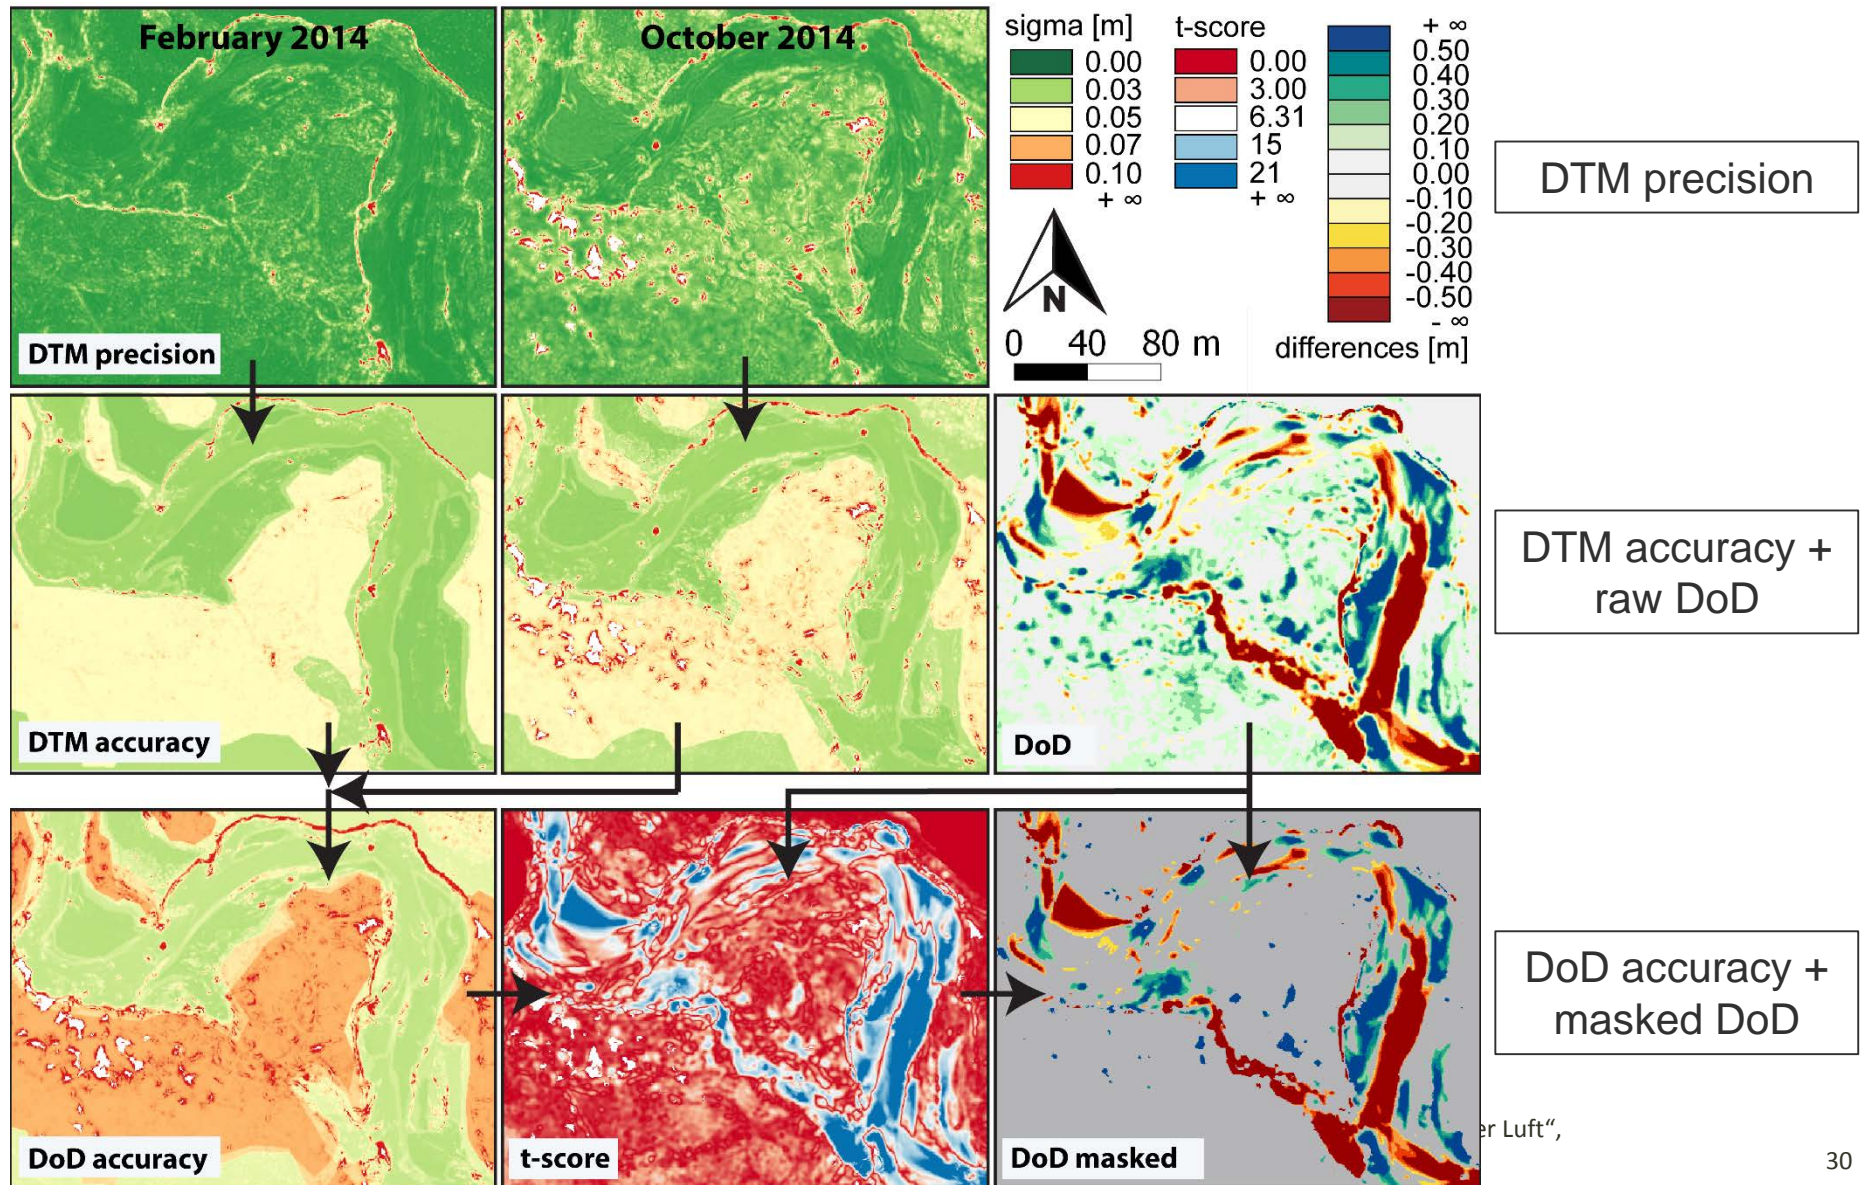 February 2014
October 2014
DTM precision
sigma [m]
0.00
0.03
0.05
0.07
0.10
+ ∞
t-score
0.00
3.00
6.31
15
21
+ ∞
+ ∞
0.50
0.40
0.30
0.20
0.10
0.00
-0.10
-0.20
-0.30
-0.40
-0.50
- ∞
differences [m]
N
0 40 80 m
DTM precision
DTM accuracy
DoD
DTM accuracy +
raw DoD
DoD accuracy
t-score
DoD masked
DoD accuracy +
masked DoD
er Luft“,
30